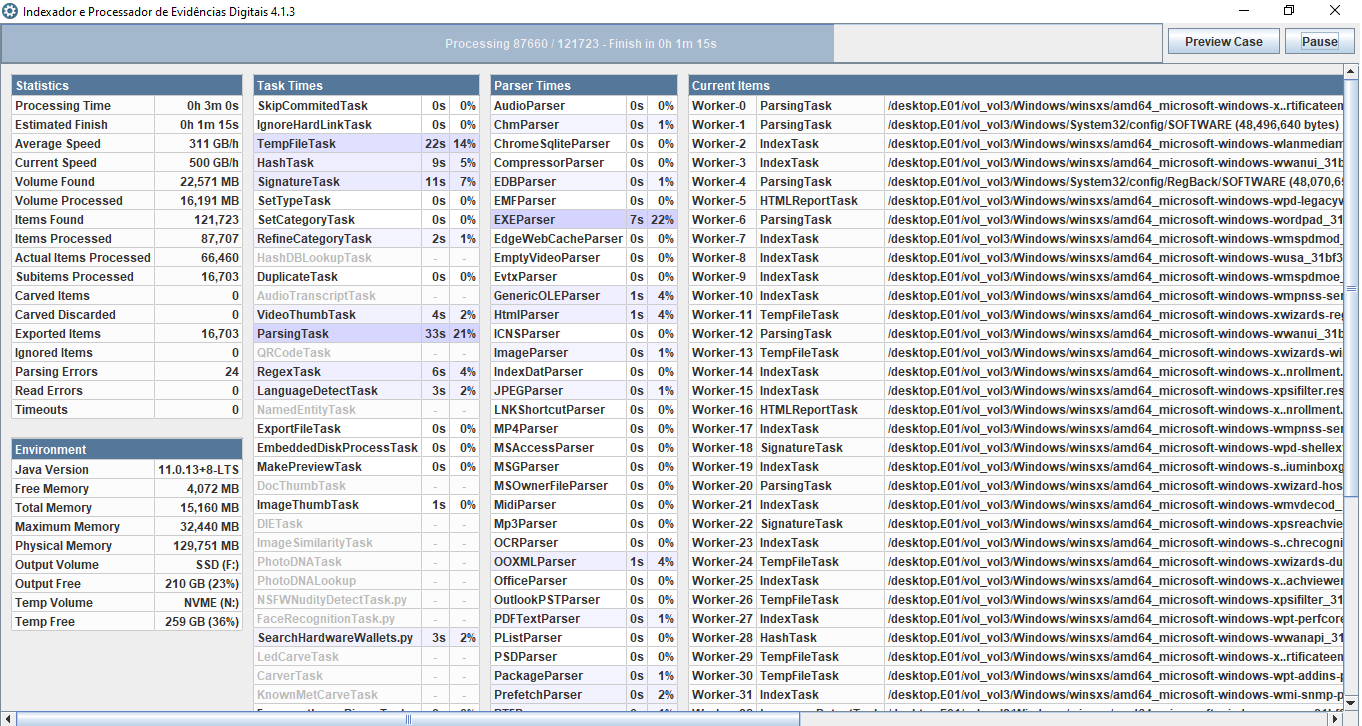 Indexador e Processador de Evidências Digitais 4.1.3
Processing 87660 / 121723 - Finish in 0h 1m 15s
Preview Case
Pause
Statistics
Processing Time 0h 3m 0s
Estimated Finish 0h 1m 15s
Average Speed 311 GB/h
Current Speed 500 GB/h
Volume Found 22,571 MB
Volume Processed 16,191 MB
Items Found 121,723
Items Processed 87,707
Actual Items Processed 66,460
Subitems Processed 16,703
Carved Items 0
Carved Discarded 0
Exported Items 16,703
Ignored Items 0
Parsing Errors 24
Read Errors 0
Timeouts 0
Environment
Java Version 11.0.13+8-LTS
Free Memory 4,072 MB
Total Memory 15,160 MB
Maximum Memory 32,440 MB
Physical Memory 129,751 MB
Output Volume SSD (F:)
Output Free 210 GB (23%)
Temp Volume NVME (N:)
Temp Free 259 GB (36%)
Task Times
SkipCommitedTask 0s 0%
IgnoreHardLinkTask 0s 0%
TempFileTask 22s 14%
HashTask 9s 5%
SignatureTask 11s 7%
SetTypeTask 0s 0%
SetCategoryTask 0s 0%
RefineCategoryTask 2s 1%
HashDBLookupTask - -
DuplicateTask 0s 0%
AudioTranscriptTask - -
VideoThumbTask 4s 2%
ParsingTask 33s 21%
QRCodeTask - -
RegexTask 6s 4%
LanguageDetectTask 3s 2%
NamedEntityTask - -
ExportFileTask 0s 0%
EmbeddedDiskProcessTask 0s 0%
MakePreviewTask 0s 0%
DocThumbTask - -
ImageThumbTask 1s 0%
DIETask - -
ImageSimilarityTask - -
PhotoDNATask - -
PhotoDNALookup - -
NSFWNudityDetectTask.py - -
FaceRecognitionTask.py - -
SearchHardwareWallets.py 3s 2%
LedCarveTask - -
CarverTask - -
KnownMetCarveTask - -
Parser Times
AudioParser 0s 0%
ChmParser 0s 1%
ChromeSqliteParser 0s 0%
CompressorParser 0s 0%
EDBParser 0s 1%
EMFParser 0s 0%
EXEParser 7s 22%
EdgeWebCacheParser 0s 0%
EmptyVideoParser 0s 0%
EvtxParser 0s 0%
GenericOLEParser 1s 4%
HtmlParser 1s 4%
ICNSParser 0s 0%
ImageParser 0s 1%
IndexDatParser 0s 0%
JPEGParser 0s 1%
LNKShortcutParser 0s 0%
MP4Parser 0s 0%
MSAccessParser 0s 0%
MSGParser 0s 0%
MSOwnerFileParser 0s 0%
MidiParser 0s 0%
Mp3Parser 0s 0%
OCRParser 0s 0%
OOXMLParser 1s 4%
OfficeParser 0s 0%
OutlookPSTParser 0s 0%
PDFTextParser 0s 1%
PListParser 0s 0%
PSDParser 0s 0%
PackageParser 0s 1%
PrefetchParser 0s 2%
Current Items
Worker-0 ParsingTask /desktop.E01/vol_vol3/Windows/winsxs/amd64_microsoft-windows-x..rtificateen
Worker-1 ParsingTask /desktop.E01/vol_vol3/Windows/System32/config/SOFTWARE (48,496,640 bytes)
Worker-2 IndexTask /desktop.E01/vol_vol3/Windows/winsxs/amd64_microsoft-windows-wlanmediam
Worker-3 IndexTask /desktop.E01/vol_vol3/Windows/winsxs/amd64_microsoft-windows-wwanui_31b
Worker-4 ParsingTask /desktop.E01/vol_vol3/Windows/System32/config/RegBack/SOFTWARE (48,070,65
Worker-5 HTMLReportTask /desktop.E01/vol_vol3/Windows/winsxs/amd64_microsoft-windows-wpd-legacyw
Worker-6 ParsingTask /desktop.E01/vol_vol3/Windows/winsxs/amd64_microsoft-windows-wordpad_31
Worker-7 IndexTask /desktop.E01/vol_vol3/Windows/winsxs/amd64_microsoft-windows-wmspdmod_
Worker-8 IndexTask /desktop.E01/vol_vol3/Windows/winsxs/amd64_microsoft-windows-wusa_31bf3
Worker-9 IndexTask /desktop.E01/vol_vol3/Windows/winsxs/amd64_microsoft-windows-wmspdmoe_
Worker-10 IndexTask /desktop.E01/vol_vol3/Windows/winsxs/amd64_microsoft-windows-wmpnss-ser
Worker-11 TempFileTask /desktop.E01/vol_vol3/Windows/winsxs/amd64_microsoft-windows-xwizards-reg
Worker-12 ParsingTask /desktop.E01/vol_vol3/Windows/winsxs/amd64_microsoft-windows-wwanui_31b
Worker-13 TempFileTask /desktop.E01/vol_vol3/Windows/winsxs/amd64_microsoft-windows-xwizards-wi
Worker-14 IndexTask /desktop.E01/vol_vol3/Windows/winsxs/amd64_microsoft-windows-x..nrollment.
Worker-15 IndexTask /desktop.E01/vol_vol3/Windows/winsxs/amd64_microsoft-windows-xpsifilter.res
Worker-16 HTMLReportTask /desktop.E01/vol_vol3/Windows/winsxs/amd64_microsoft-windows-x..nrollment.
Worker-17 IndexTask /desktop.E01/vol_vol3/Windows/winsxs/amd64_microsoft-windows-wmpnss-ser
Worker-18 SignatureTask /desktop.E01/vol_vol3/Windows/winsxs/amd64_microsoft-windows-wpd-shellex
Worker-19 IndexTask /desktop.E01/vol_vol3/Windows/winsxs/amd64_microsoft-windows-s..iuminboxg
Worker-20 ParsingTask /desktop.E01/vol_vol3/Windows/winsxs/amd64_microsoft-windows-xwizard-hos
Worker-21 IndexTask /desktop.E01/vol_vol3/Windows/winsxs/amd64_microsoft-windows-wmvdecod_
Worker-22 SignatureTask /desktop.E01/vol_vol3/Windows/winsxs/amd64_microsoft-windows-xpsreachvie
Worker-23 IndexTask /desktop.E01/vol_vol3/Windows/winsxs/amd64_microsoft-windows-s..chrecogni
Worker-24 TempFileTask /desktop.E01/vol_vol3/Windows/winsxs/amd64_microsoft-windows-xwizards-du
Worker-25 IndexTask /desktop.E01/vol_vol3/Windows/winsxs/amd64_microsoft-windows-x..achviewer
Worker-26 TempFileTask /desktop.E01/vol_vol3/Windows/winsxs/amd64_microsoft-windows-xpsifilter_31
Worker-27 IndexTask /desktop.E01/vol_vol3/Windows/winsxs/amd64_microsoft-windows-wpt-perfcore
Worker-28 HashTask /desktop.E01/vol_vol3/Windows/winsxs/amd64_microsoft-windows-wwanapi_31
Worker-29 TempFileTask /desktop.E01/vol_vol3/Windows/winsxs/amd64_microsoft-windows-x..rtificateen
Worker-30 TempFileTask /desktop.E01/vol_vol3/Windows/winsxs/amd64_microsoft-windows-wpt-addins-p
Worker-31 IndexTask /desktop.E01/vol_vol3/Windows/winsxs/amd64_microsoft-windows-wmi-snmp-p